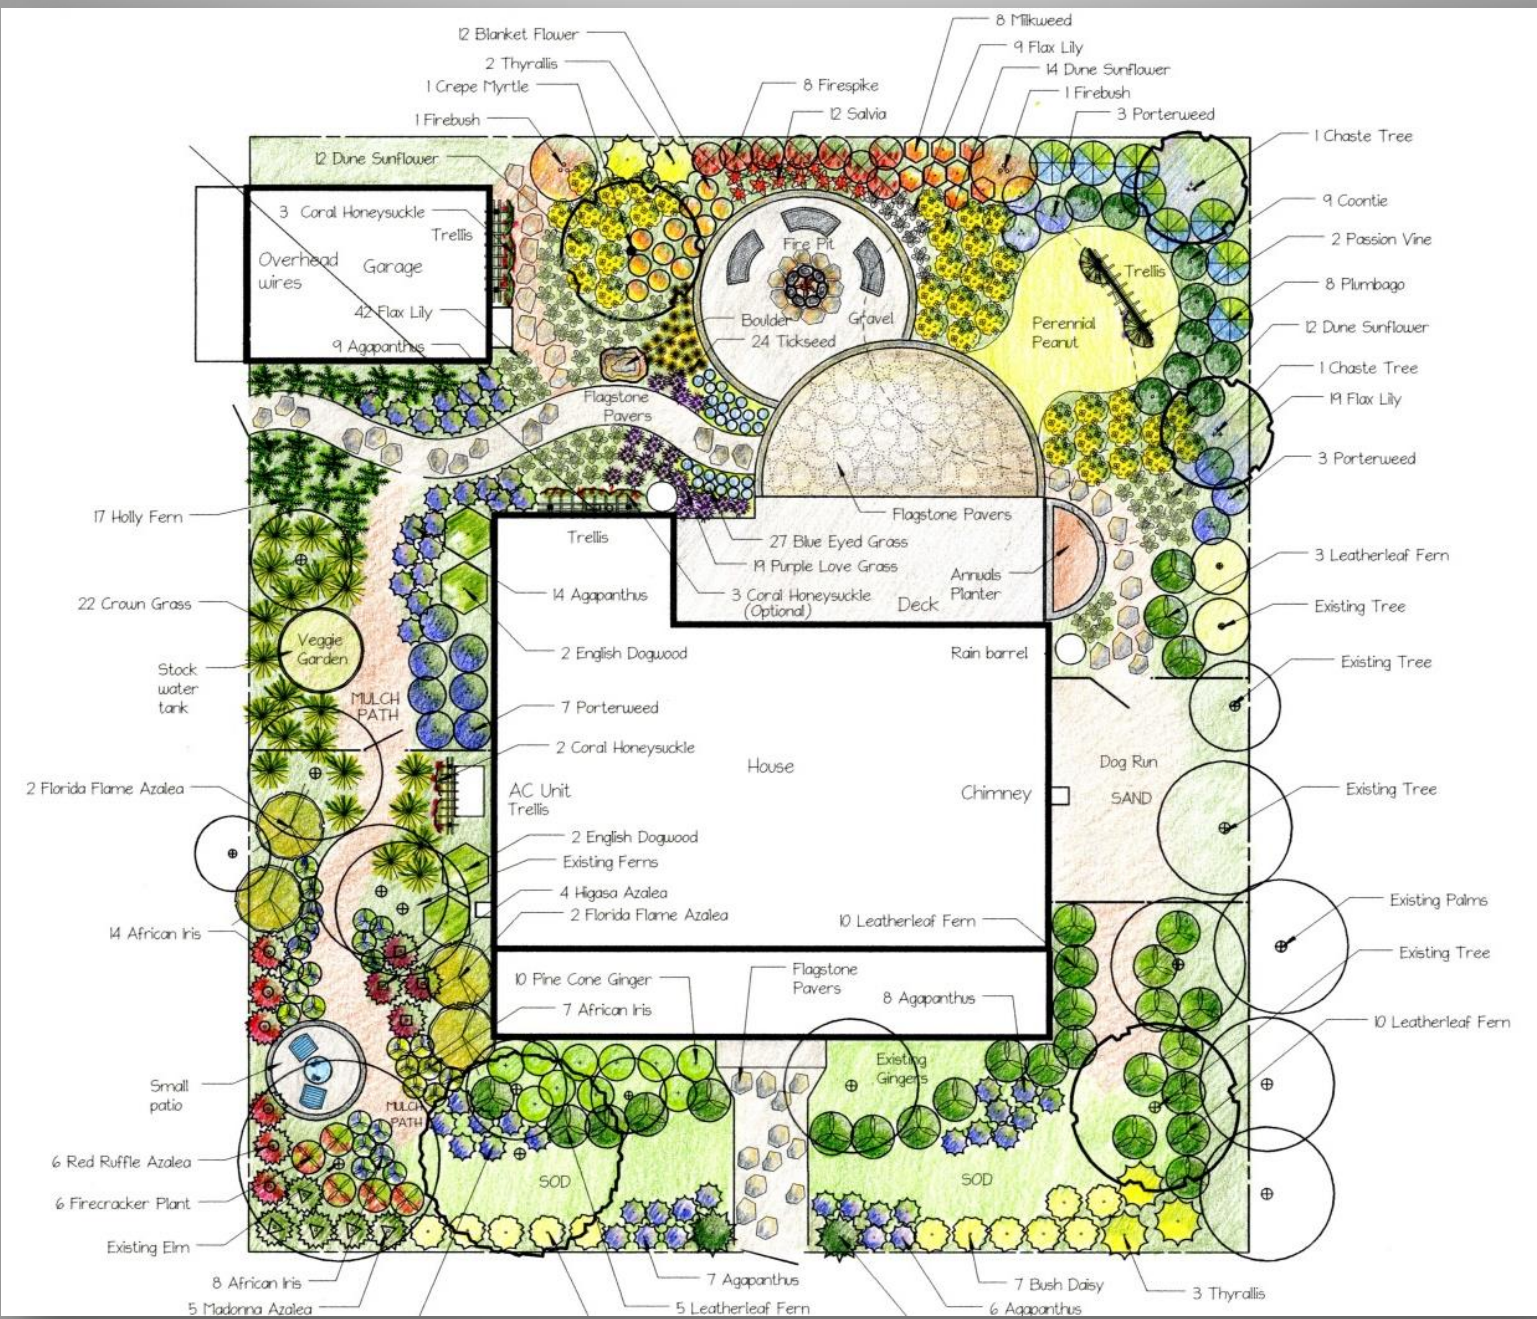 8 Milkweed
12 Blanket Flower
9 Flax Lily
2 Thyrallis
14 Dune Sunflower
1 Crepe Myrtle
8 Firespike
1 Firebush
12 Salvia
3 Porterweed
1 Firebush
1 Chaste Tree
12 Dune Sunflower
9 Coontie
3 Coral Honeysuckle
Trellis
2 Passion Vine
Fire Pit
Overhead
wires
Garage
Trellis
8 Plumbago
42 Flax Lily
Boulder
Gravel
Perennial
Peanut
12 Dune Sunflower
9 Agapanthus
24 Tickseed
1 Chaste Tree
Flagstone
Pavers
19 Flax Lily
3 Porterweed
17 Holly Fern
Flagstone Pavers
Trellis
27 Blue Eyed Grass
3 Leatherleaf Fern
19 Purple Love Grass
Annuals
Planter
14 Agapanthus
3 Coral Honeysuckle
(Optional)
Deck
22 Crown Grass
Existing Tree
Veggie
Garden
2 English Dogwood
Rain barrel
Existing Tree
Stock
water
tank
MULCH
PATH
7 Porterweed
2 Coral Honeysuckle
House
Dog Run
2 Florida Flame Azalea
AC Unit
Trellis
Chimney
SAND
Existing Tree
2 English Dogwood
Existing Ferns
4 Higasa Azalea
Existing Palms
2 Florida Flame Azalea
10 Leatherleaf Fern
14 African Iris
Existing Tree
10 Pine Cone Ginger
Flagstone
Pavers
8 Agapanthus
7 African Iris
10 Leatherleaf Fern
Existing
Gingers
Small
patio
MULCH
PATH
6 Red Ruffle Azalea
SOD
SOD
6 Firecracker Plant
Existing Elm
8 African Iris
7 Agapanthus
7 Bush Daisy
3 Thyrallis
5 Madonna Azalea
5 Leatherleaf Fern
6 Agapanthus